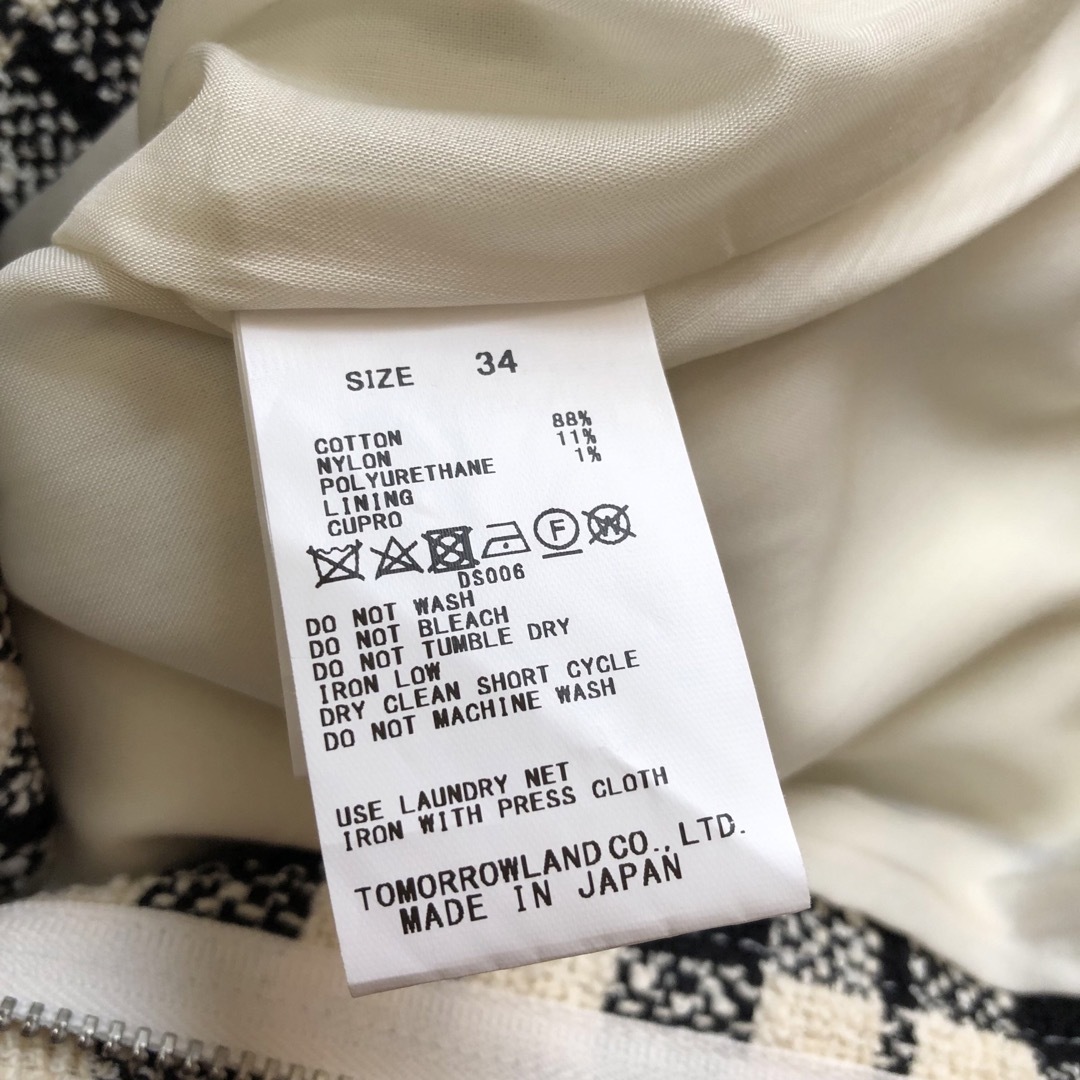 SIZE 34
COTTON 88%
NYLON 11%
POLYURETHANE 1%
LINING
CUPRO
F W
DS006
DO NOT WASH
DO NOT BLEACH
DO NOT TUMBLE DRY
IRON LOW
DRY CLEAN SHORT CYCLE
DO NOT MACHINE WASH
USE LAUNDRY NET
IRON WITH PRESS CLOTH
TOMORROWLAND CO., LTD.
MADE IN JAPAN